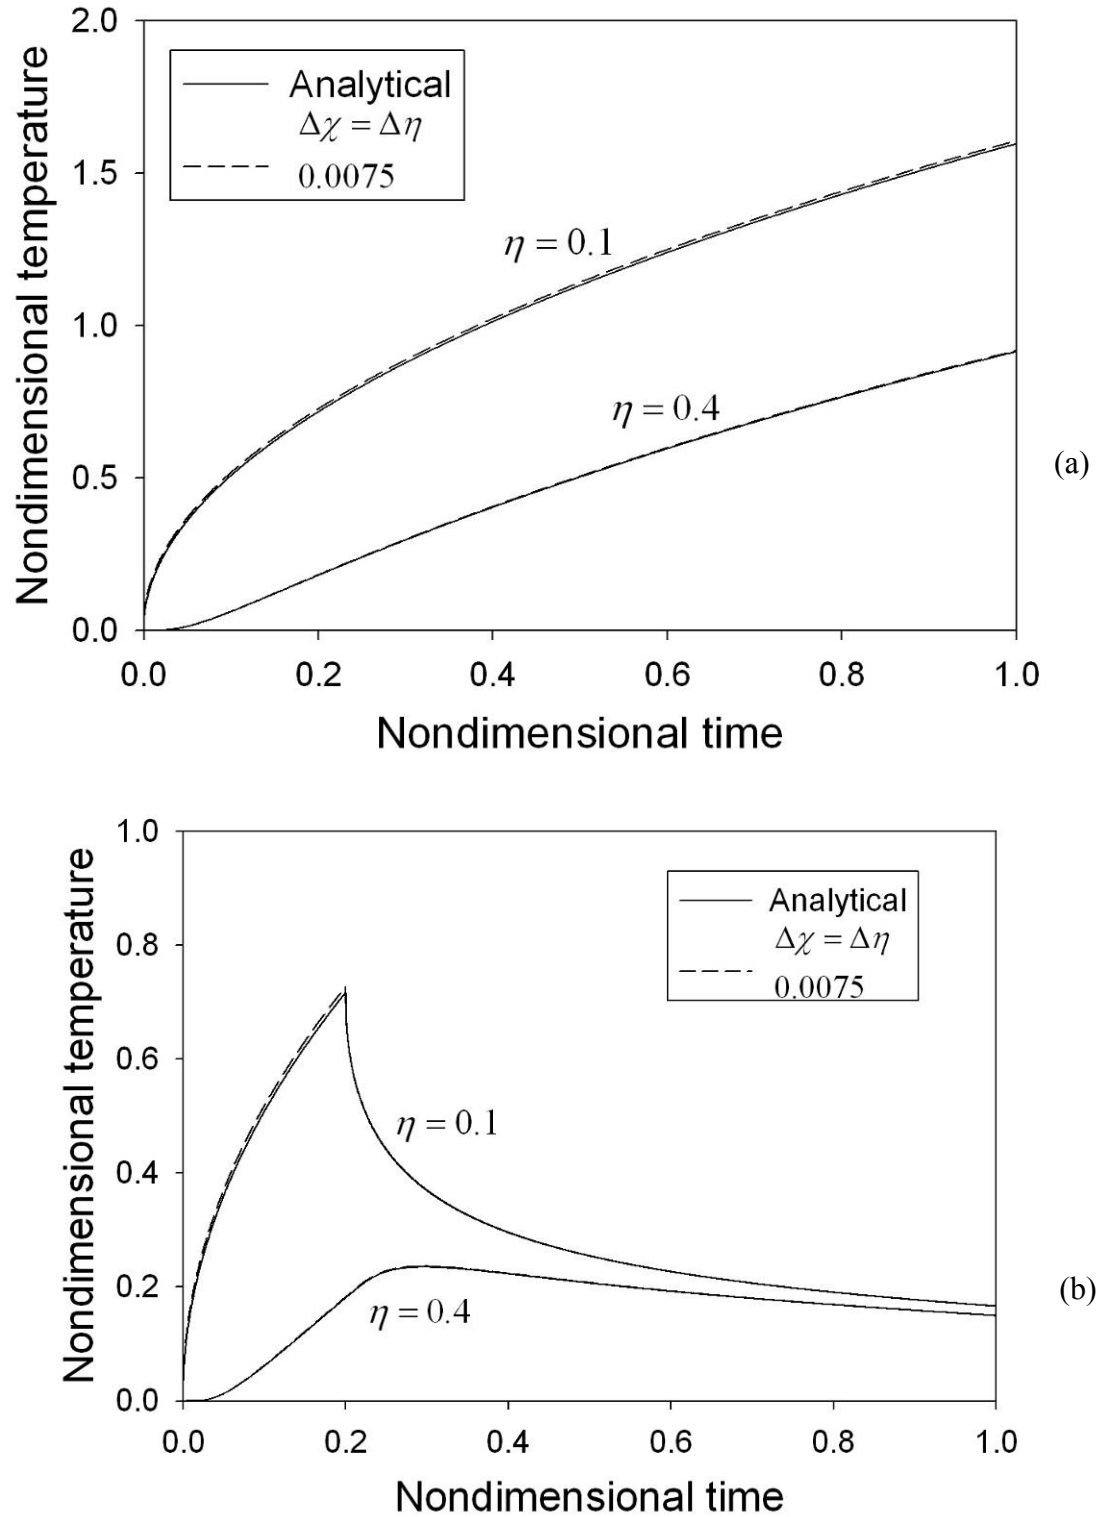 2.0
Analytical
Δχ = Δη
0.0075
1.5
η = 0.1
1.0
η = 0.4
0.5
(a)
0.0
0.0 0.2 0.4 0.6 0.8 1.0
Nondimensional temperature
Nondimensional time
1.0
Analytical
Δχ = Δη
0.0075
0.8
0.6
η = 0.1
0.4
0.2
η = 0.4
(b)
0.0
0.0 0.2 0.4 0.6 0.8 1.0
Nondimensional temperature
Nondimensional time